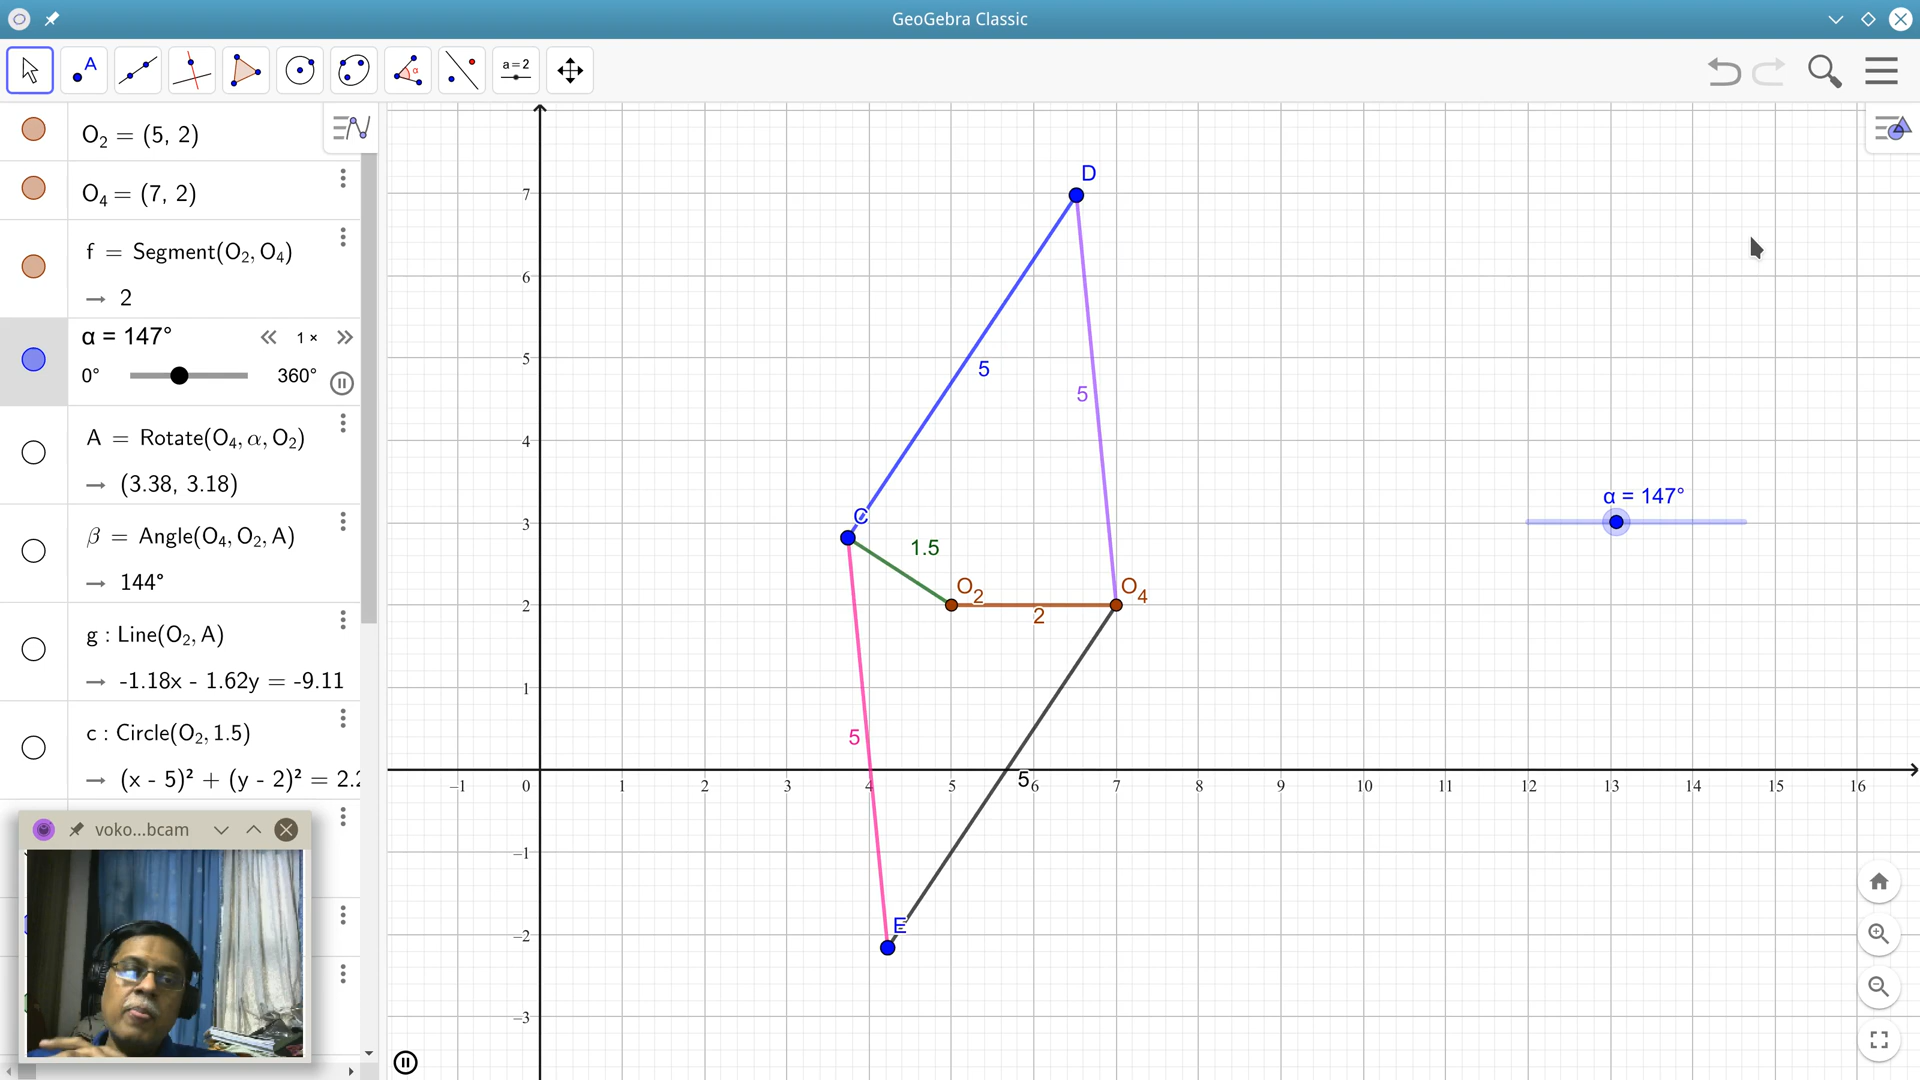 GeoGebra Classic
A
α
a = 2
O₂ = (5, 2)
O₄ = (7, 2)
f = Segment(O₂, O₄)
→ 2
α = 147°
1 ×
0°
360°
A = Rotate(O₄, α, O₂)
→ (3.38, 3.18)
β = Angle(O₄, O₂, A)
→ 144°
g : Line(O₂, A)
→ -1.18x - 1.62y = -9.11
c : Circle(O₂, 1.5)
→ (x - 5)² + (y - 2)² = 2.2
voko...bcam
D
7
6
5
5
5
4
C
3
1.5
O₂
O₄
2
2
1
α = 147°
5
5
−1 0 1 2 3 4 5 6 7 8 9 10 11 12 13 14 15 16
−1
E
−2
−3